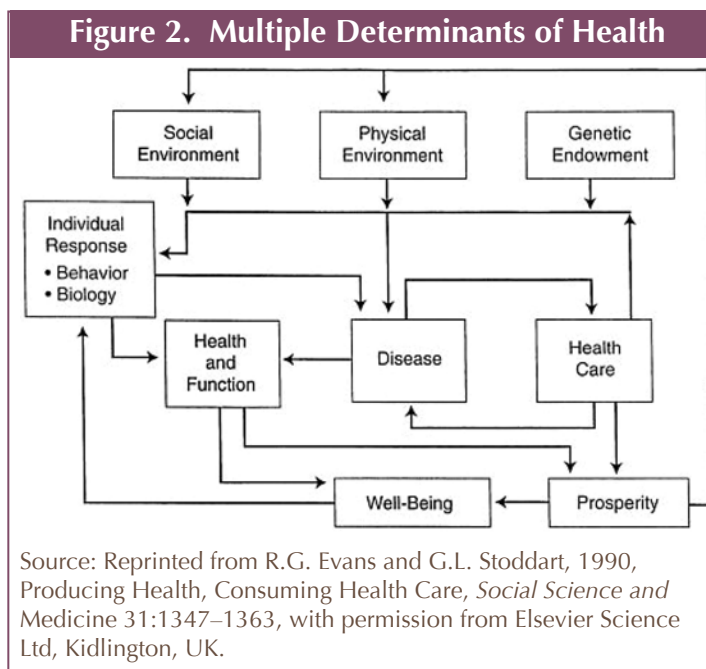 Figure 2. Multiple Determinants of Health
Social
Environment
Physical
Environment
Genetic
Endowment
Individual
Response
• Behavior
• Biology
Health
and
Function
Disease
Health
Care
Well-Being
Prosperity
Source: Reprinted from R.G. Evans and G.L. Stoddart, 1990,
Producing Health, Consuming Health Care, Social Science and
Medicine 31:1347–1363, with permission from Elsevier Science
Ltd, Kidlington, UK.